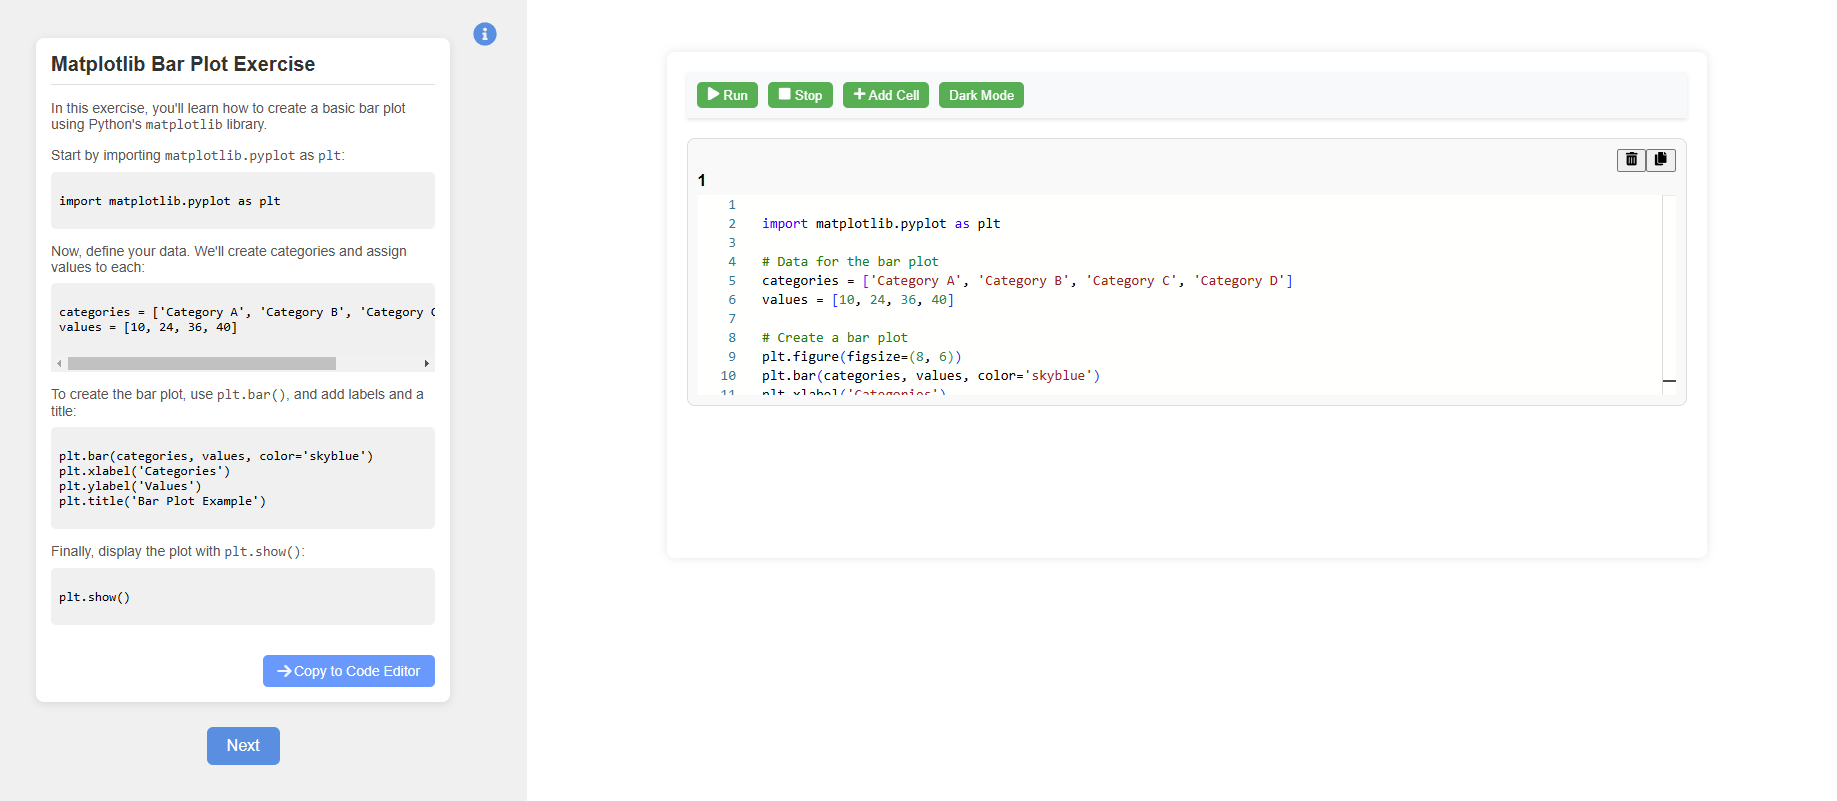 Matplotlib Bar Plot Exercise
In this exercise, you'll learn how to create a basic bar plot
using Python's matplotlib library.
Start by importing matplotlib.pyplot as plt:
import matplotlib.pyplot as plt
Now, define your data. We'll create categories and assign
values to each:
categories = ['Category A', 'Category B', 'Category C
values = [10, 24, 36, 40]
To create the bar plot, use plt.bar(), and add labels and a
title:
plt.bar(categories, values, color='skyblue')
plt.xlabel('Categories')
plt.ylabel('Values')
plt.title('Bar Plot Example')
Finally, display the plot with plt.show():
plt.show()
Copy to Code Editor
Next
Run Stop Add Cell Dark Mode
1
1
2 import matplotlib.pyplot as plt
3
4 # Data for the bar plot
5 categories = ['Category A', 'Category B', 'Category C', 'Category D']
6 values = [10, 24, 36, 40]
7
8 # Create a bar plot
9 plt.figure(figsize=(8, 6))
10 plt.bar(categories, values, color='skyblue')
11 plt.xlabel('Categories')